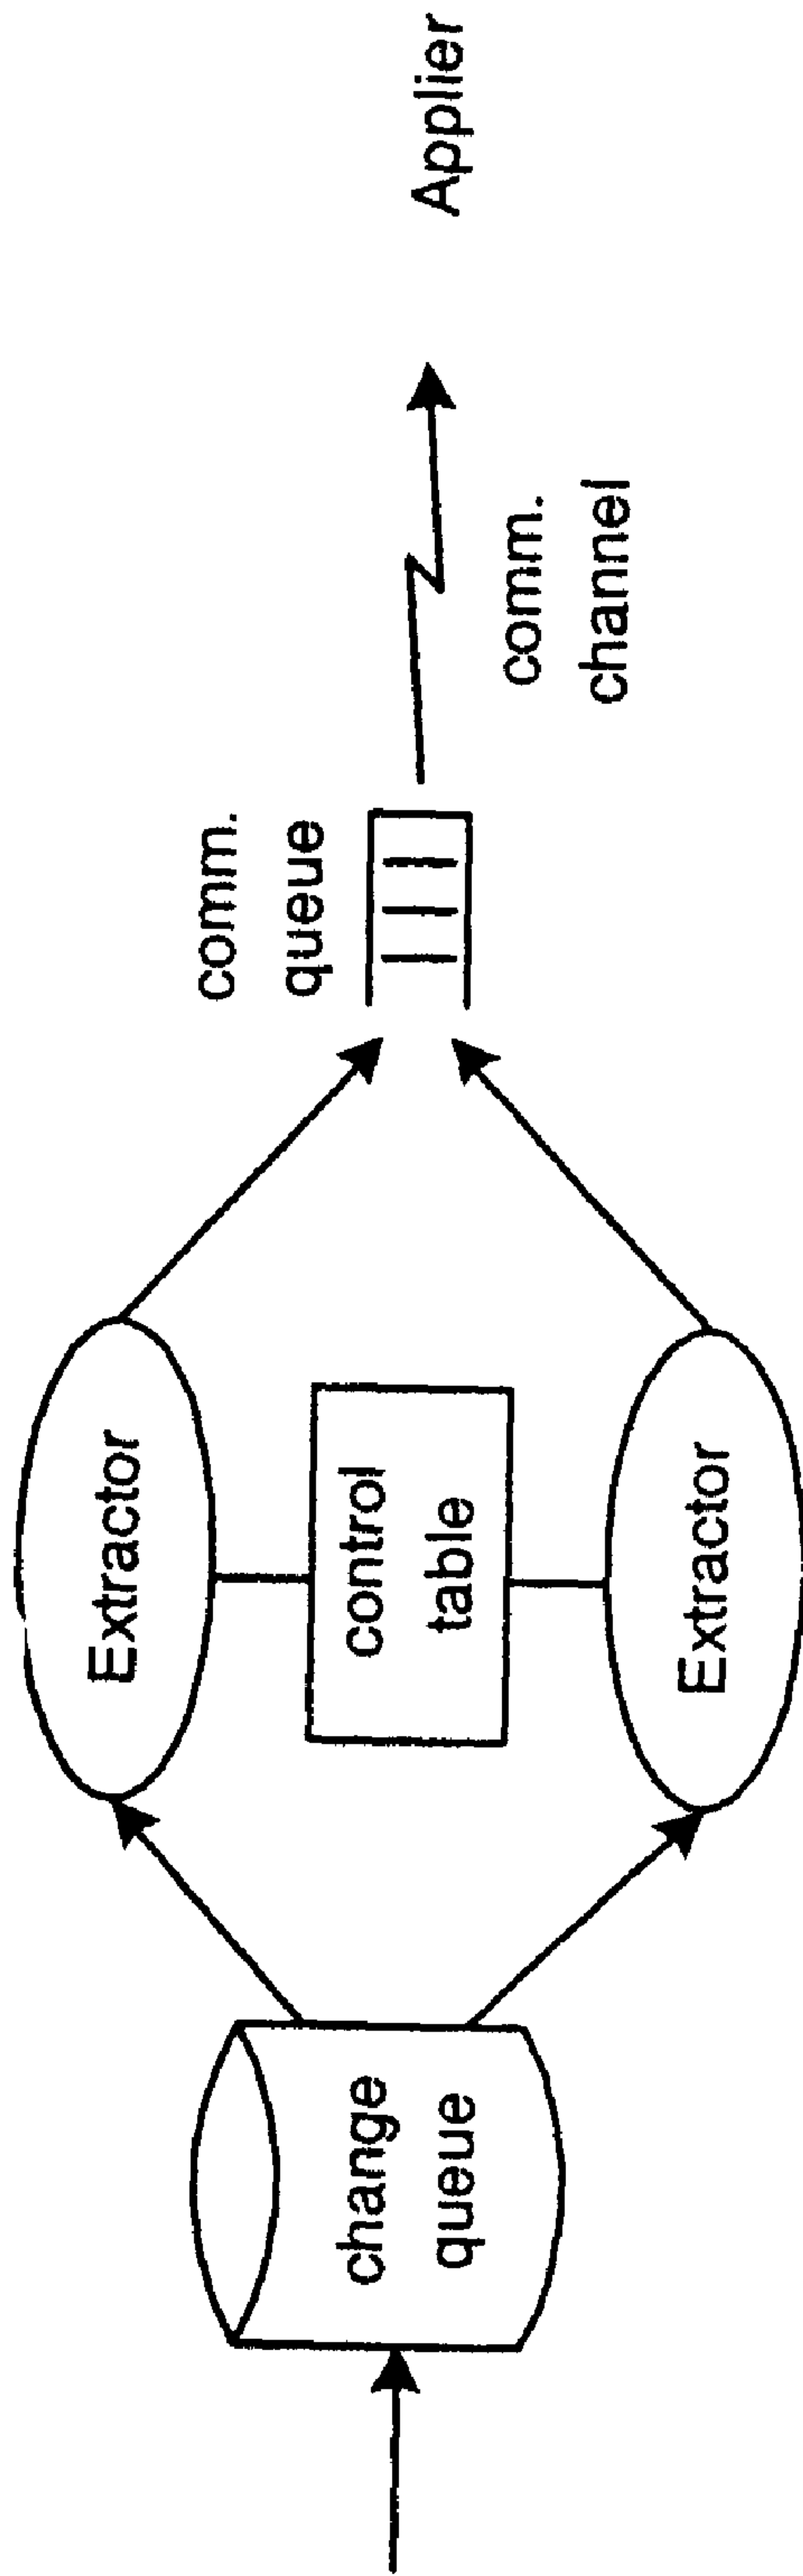 change
queue
Extractor
control
table
Extractor
comm.
queue
comm.
channel
Applier